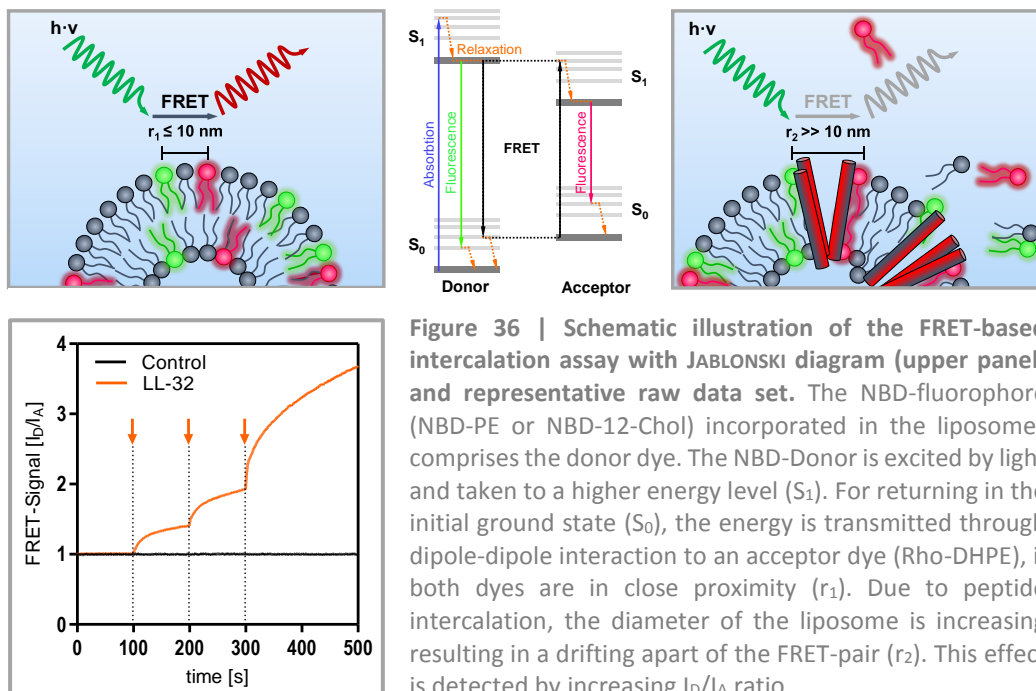 h·v
FRET
r₁ ≤ 10 nm
S₁
Relaxation
Absorbtion
Fluorescence
FRET
S₁
Fluorescence
S₀
S₀
Donor
Acceptor
h·v
FRET
r₂ >> 10 nm
4
3
2
1
0
FRET-Signal [I_D/I_A]
Control
LL-32
0 100 200 300 400 500
time [s]
Figure 36 | Schematic illustration of the FRET-based
intercalation assay with JABLONSKI diagram (upper panel
and representative raw data set. The NBD-fluorophore
(NBD-PE or NBD-12-Chol) incorporated in the liposome
comprises the donor dye. The NBD-Donor is excited by ligh
and taken to a higher energy level (S₁). For returning in the
initial ground state (S₀), the energy is transmitted through
dipole-dipole interaction to an acceptor dye (Rho-DHPE), i
both dyes are in close proximity (r₁). Due to peptide
intercalation, the diameter of the liposome is increasing
resulting in a drifting apart of the FRET-pair (r₂). This effec
is detected by increasing I_D/I_A ratio